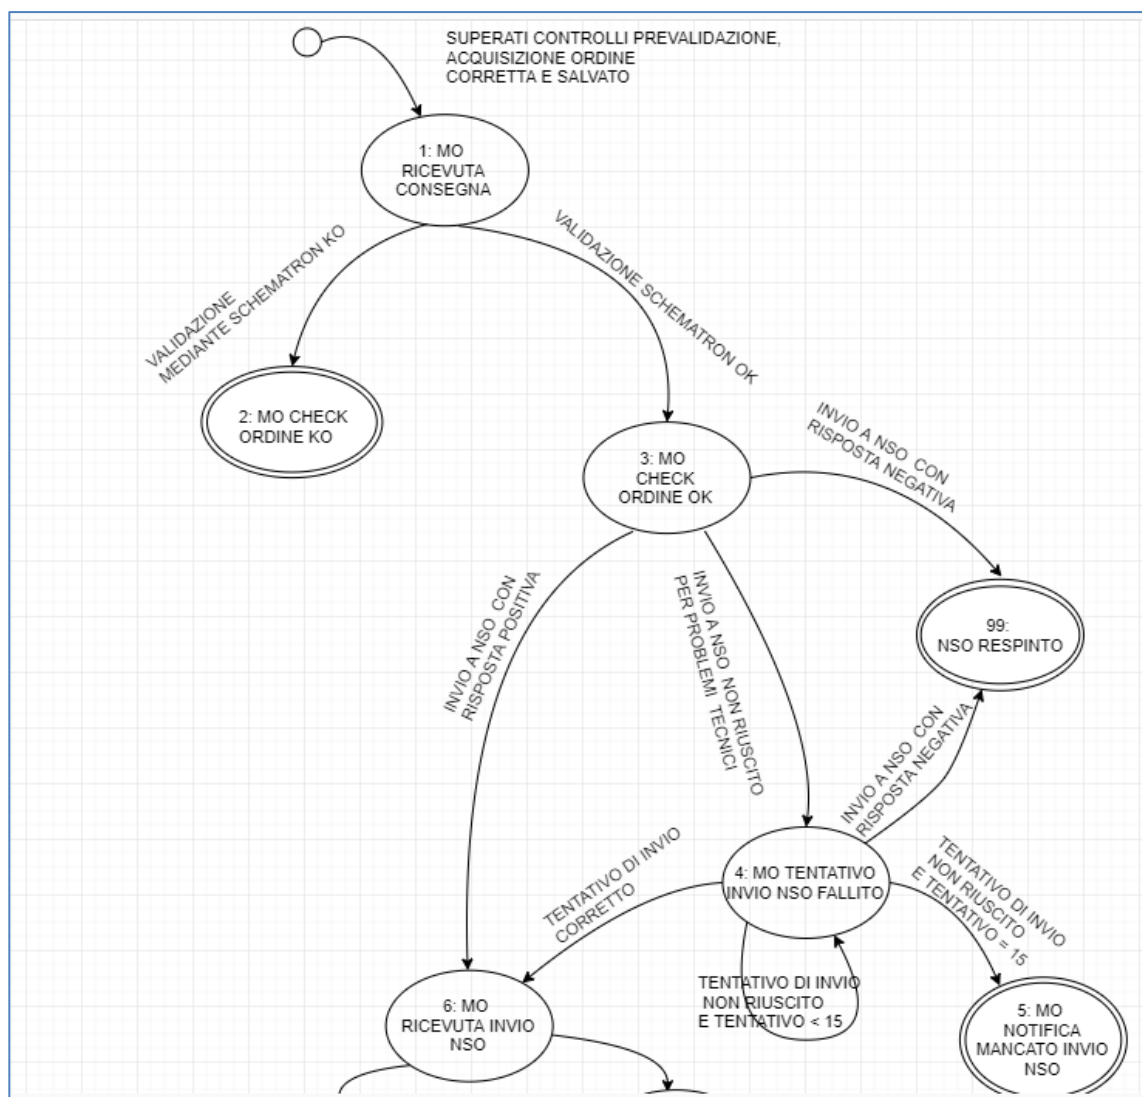 SUPERATI CONTROLLI PREVALIDAZIONE,
ACQUISIZIONE ORDINE
CORRETTA E SALVATO
1: MO
RICEVUTA
CONSEGNA
VALIDAZIONE
MEDIANTE SCHEMATRON KO
VALIDAZIONE SCHEMATRON OK
2: MO CHECK
ORDINE KO
3: MO
CHECK
ORDINE OK
INVIO A NSO CON
RISPOSTA NEGATIVA
INVIO A NSO CON
RISPOSTA POSITIVA
INVIO A NSO NON RIUSCITO
PER PROBLEMI TECNICI
99:
NSO RESPINTO
INVIO A NSO CON
RISPOSTA NEGATIVA
4: MO TENTATIVO
INVIO NSO FALLITO
TENTATIVO DI INVIO
CORRETTO
TENTATIVO DI INVIO
NON RIUSCITO
E TENTATIVO = 15
TENTATIVO DI INVIO
NON RIUSCITO
E TENTATIVO < 15
6: MO
RICEVUTA INVIO
NSO
5: MO
NOTIFICA
MANCATO INVIO
NSO